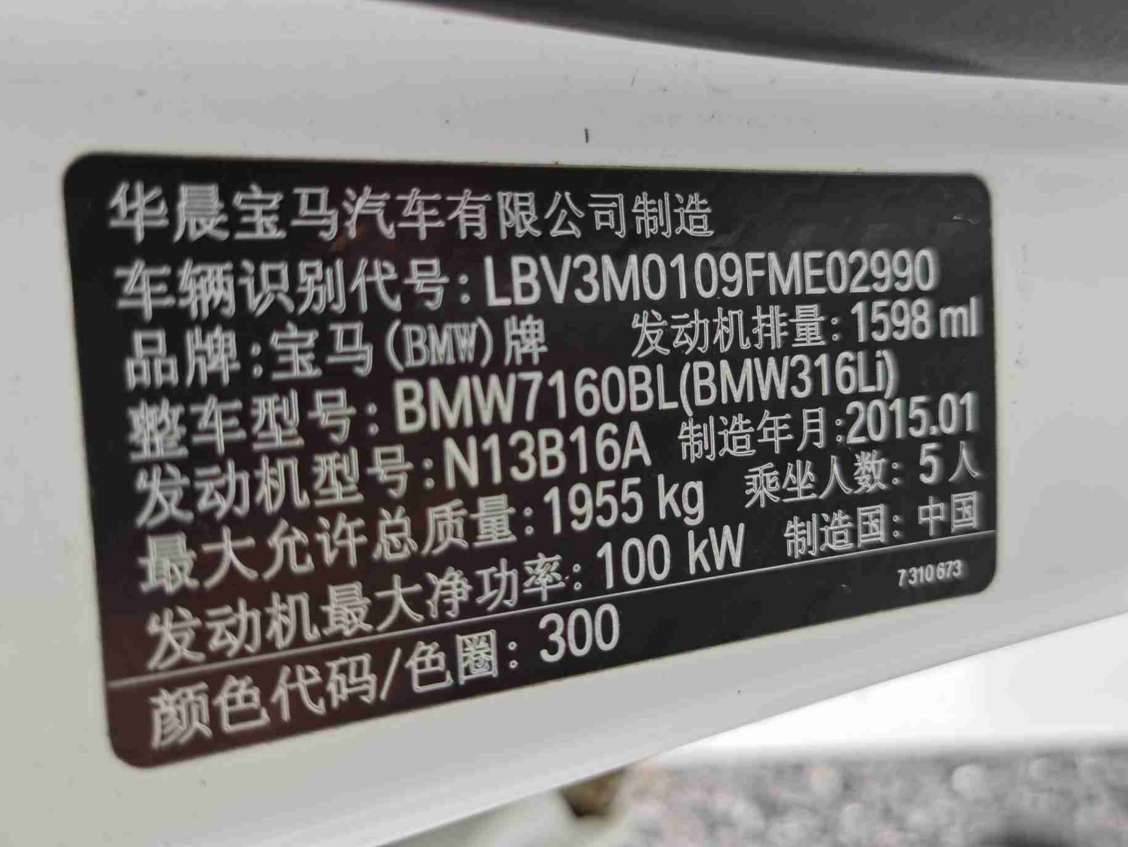 华晨宝马汽车有限公司制造
车辆识别代号:LBV3M0109FME02990
品牌:宝马(BMW)牌 发动机排量:1598 ml
整车型号:BMW7160BL(BMW316Li)
发动机型号:N13B16A 制造年月:2015.01
最大允许总质量:1955 kg 乘坐人数:5人
发动机最大净功率:100 kW 制造国:中国
颜色代码/色圈:300 7310673